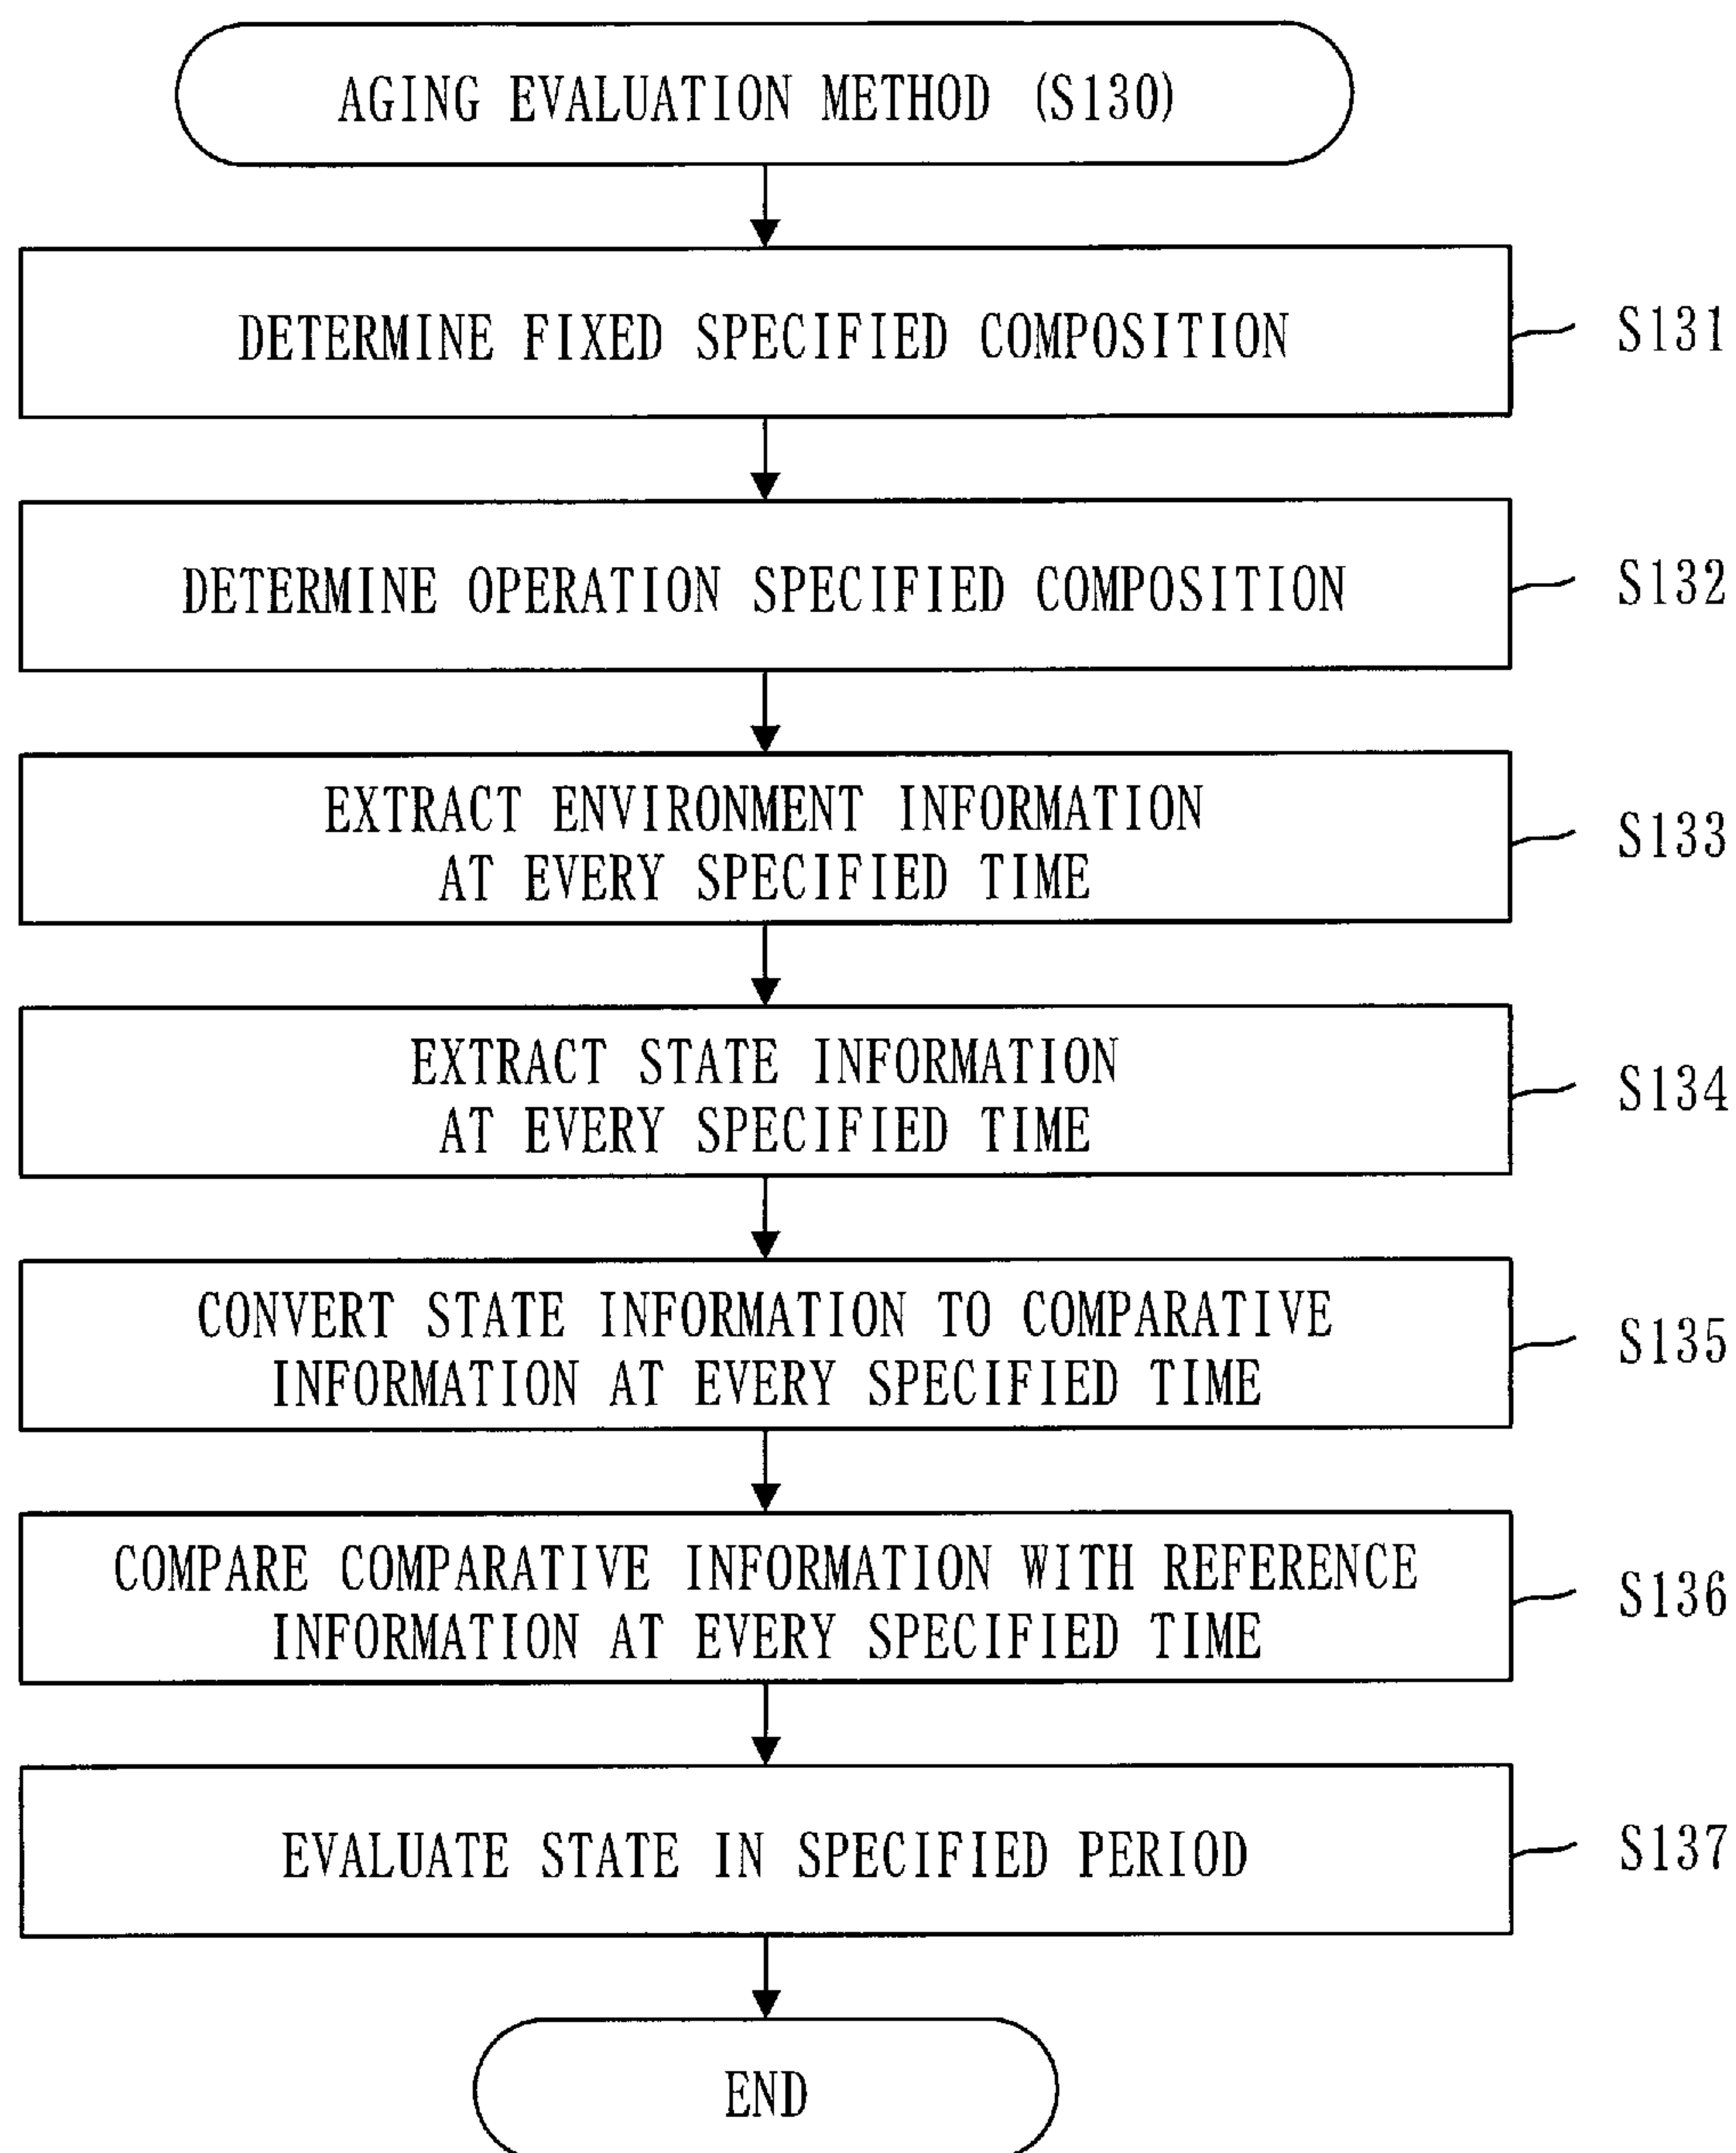 AGING EVALUATION METHOD (S130)
DETERMINE FIXED SPECIFIED COMPOSITION
S131
DETERMINE OPERATION SPECIFIED COMPOSITION
S132
EXTRACT ENVIRONMENT INFORMATION
AT EVERY SPECIFIED TIME
S133
EXTRACT STATE INFORMATION
AT EVERY SPECIFIED TIME
S134
CONVERT STATE INFORMATION TO COMPARATIVE
INFORMATION AT EVERY SPECIFIED TIME
S135
COMPARE COMPARATIVE INFORMATION WITH REFERENCE
INFORMATION AT EVERY SPECIFIED TIME
S136
EVALUATE STATE IN SPECIFIED PERIOD
S137
END